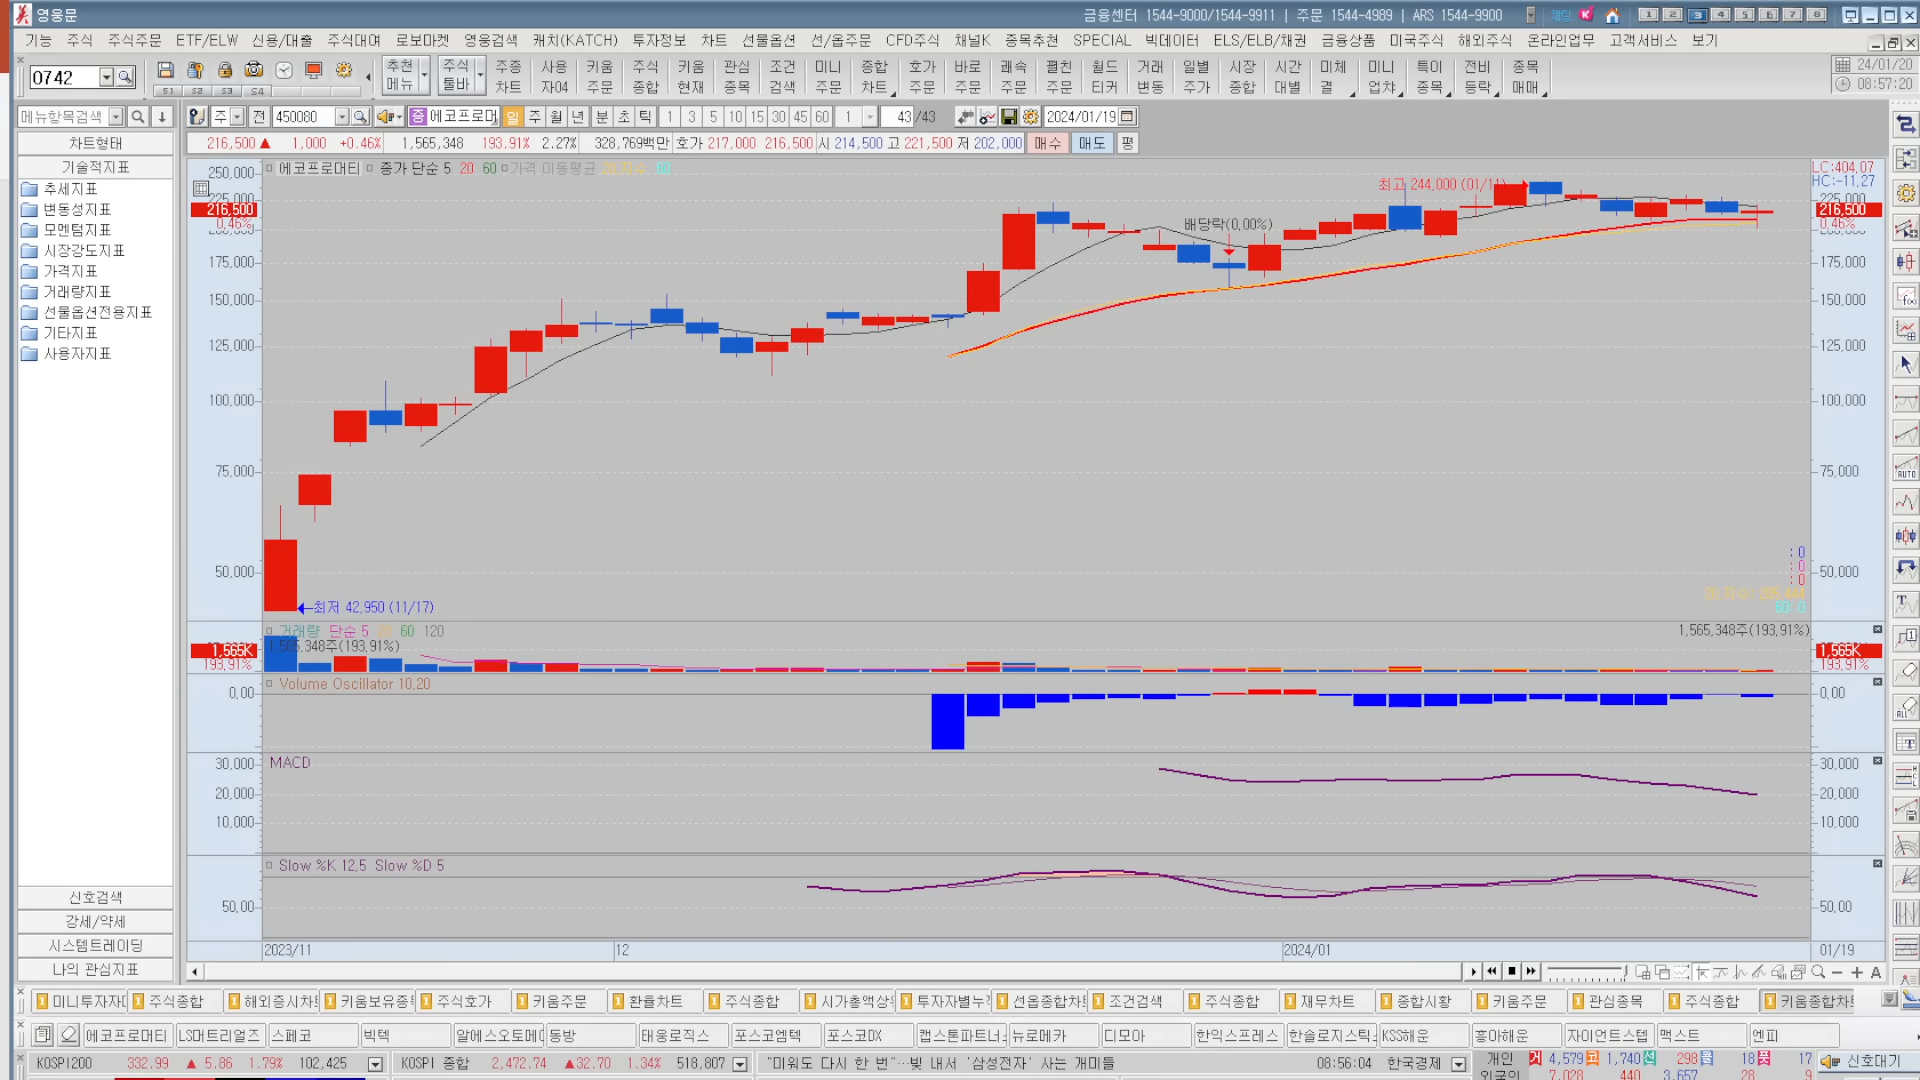 영웅문
금융센터 1544-9000/1544-9911 | 주문 1544-4989 | ARS 1544-9900
1 2 3 4 5 6 7 8
기능 주식 주식주문 ETF/ELW 신용/대출 주식대여 로보마켓 영웅검색 캐치(KATCH) 투자정보 차트 선물옵션 선/옵주문 CFD주식 채널K 종목추천 SPECIAL 빅데이터 ELS/ELB/채권 금융상품 미국주식 해외주식 온라인업무 고객서비스 보기
0742
S1 S2 S3 S4
추천 메뉴 주식 툴바 주종 차트 사용 자04 키움 주문 주식 종합 키움 현재 관심 종목 조건 검색 미니 주문 종합 차트 호가 주문 바로 주문 쾌속 주문 펼친 주문 월드 티커 거래 변동 일별 주가 시장 종합 시간 대별 미체 결 미니 업챠 특이 종목 전비 등락 종목 매매
24/01/20
08:57:20
메뉴항목검색
주 전 450080 증 에코프로머 일 주 월 년 분 초 틱 1 3 5 10 15 30 45 60 1 43 /43 2024/01/19
차트형태
216,500 ▲ 1,000 +0.46% 1,565,348 193.91% 2.27% 328,769백만 호가 217,000 216,500 시 214,500 고 221,500 저 202,000 매수 매도 평
기술적지표
추세지표
변동성지표
모멘텀지표
시장강도지표
가격지표
거래량지표
선물옵션전용지표
기타지표
사용자지표
신호검색
강세/약세
시스템트레이딩
나의 관심지표
에코프로머티 종가 단순 5 20 60 가격 이동평균 60
LC:404.07
HC:-11.27
250,000
225,000
216,500
0.46%
175,000
150,000
125,000
100,000
75,000
50,000
최고 244,000 (01/11)
배당락(0.00%)
최저 42,950 (11/17)
250,000
225,000
216,500
0.46%
175,000
150,000
125,000
100,000
75,000
50,000
: 0
: 0
: 0
60: 0
거래량 단순 5 20 60 120
1,565,348주(193.91%)
1,565,348주(193.91%)
1,565K
193.91%
1,565K
193.91%
Volume Oscillator 10,20
0.00
0.00
MACD
30,000
20,000
10,000
30,000
20,000
10,000
Slow %K 12,5 Slow %D 5
50.00
50.00
2023/11 12 2024/01 01/19
AUTO
ALL
미니투자자 주식종합 해외증시차트 키움보유증 주식호가 키움주문 환율차트 주식종합 시가총액상 투자자별누 선옵종합차트 조건검색 주식종합 재무차트 종합시황 키움주문 관심종목 주식종합 키움종합차트
에코프로머티 LS머트리얼즈 스페코 빅텍 알에스오토메 동방 태웅로직스 포스코엠텍 포스코DX 캡스톤파트너 뉴로메카 디모아 한익스프레스 한솔로지스틱 KSS해운 흥아해운 자이언트스텝 맥스트 엔피
KOSPI200 332.99 ▲ 5.86 1.79% 102,425 KOSPI 종합 2,472.74 ▲32.70 1.34% 518,807 "미워도 다시 한 번"…빚 내서 '삼성전자' 사는 개미들 08:56:04 한국경제 개인 거 4,579 코 1,740 선 298 물 18 풋 17 신호대기
외국인 7,028 440 3,657 28 9